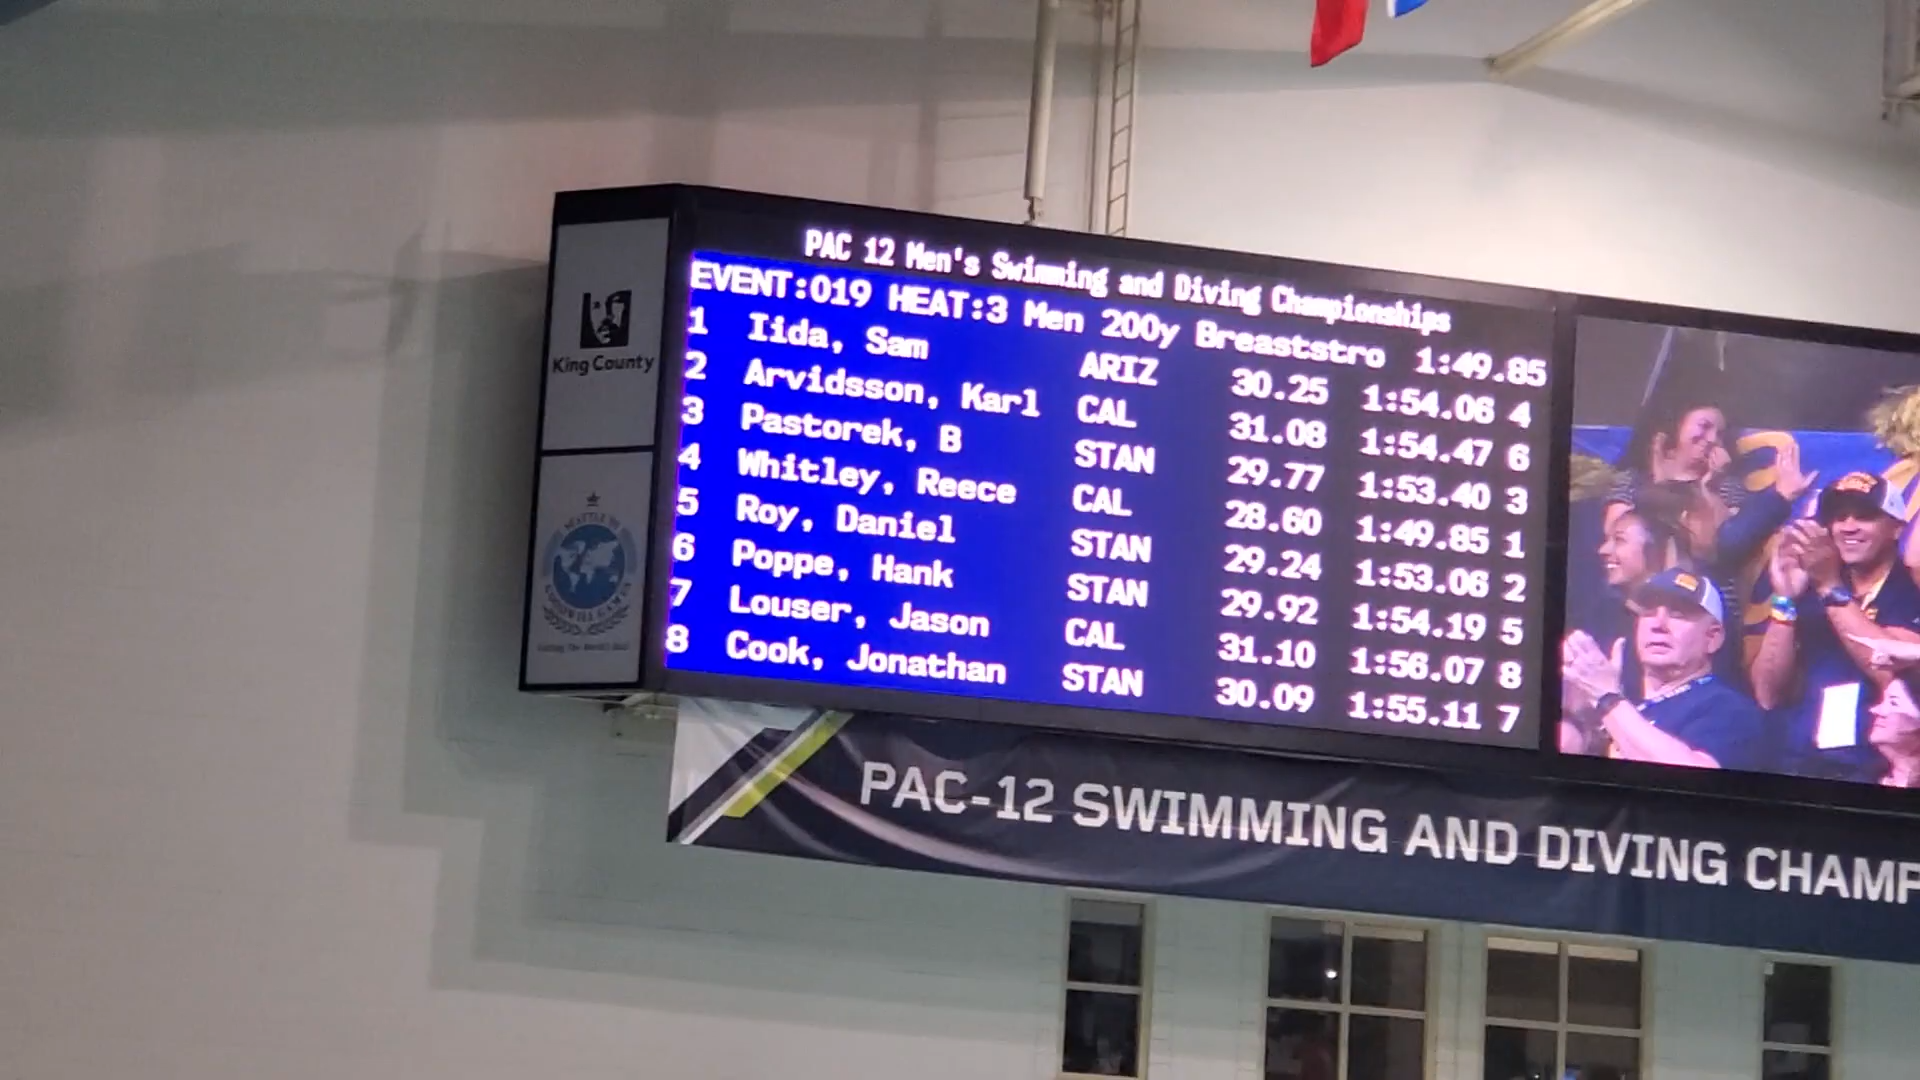 PAC 12 Men's Swimming and Diving Championships
EVENT:019 HEAT:3 Men 200y Breaststro 1:49.85
1 Iida, Sam ARIZ 30.25 1:54.06 4
2 Arvidsson, Karl CAL 31.08 1:54.47 6
3 Pastorek, B STAN 29.77 1:53.40 3
4 Whitley, Reece CAL 28.60 1:49.85 1
5 Roy, Daniel STAN 29.24 1:53.06 2
6 Poppe, Hank STAN 29.92 1:54.19 5
7 Louser, Jason CAL 31.10 1:56.07 8
8 Cook, Jonathan STAN 30.09 1:55.11 7
King County
SEATTLE 90
GOODWILL GAMES
PAC-12 SWIMMING AND DIVING CHAMP